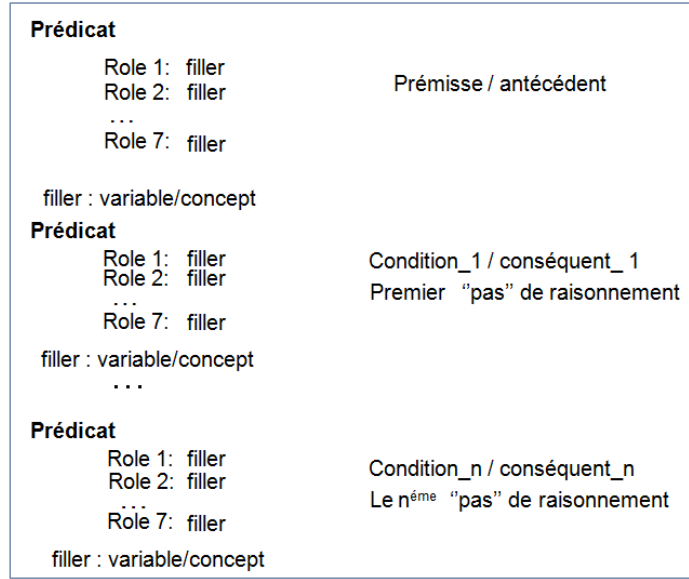 Prédicat
Role 1: filler
Role 2: filler
...
Role 7: filler
Prémisse / antécédent
filler : variable/concept
Prédicat
Role 1: filler
Role 2: filler
...
Role 7: filler
Condition_1 / conséquent_ 1
Premier ‘’pas’’ de raisonnement
filler : variable/concept
...
Prédicat
Role 1: filler
Role 2: filler
...
Role 7: filler
Condition_n / conséquent_n
Le néme ‘’pas’’ de raisonnement
filler : variable/concept